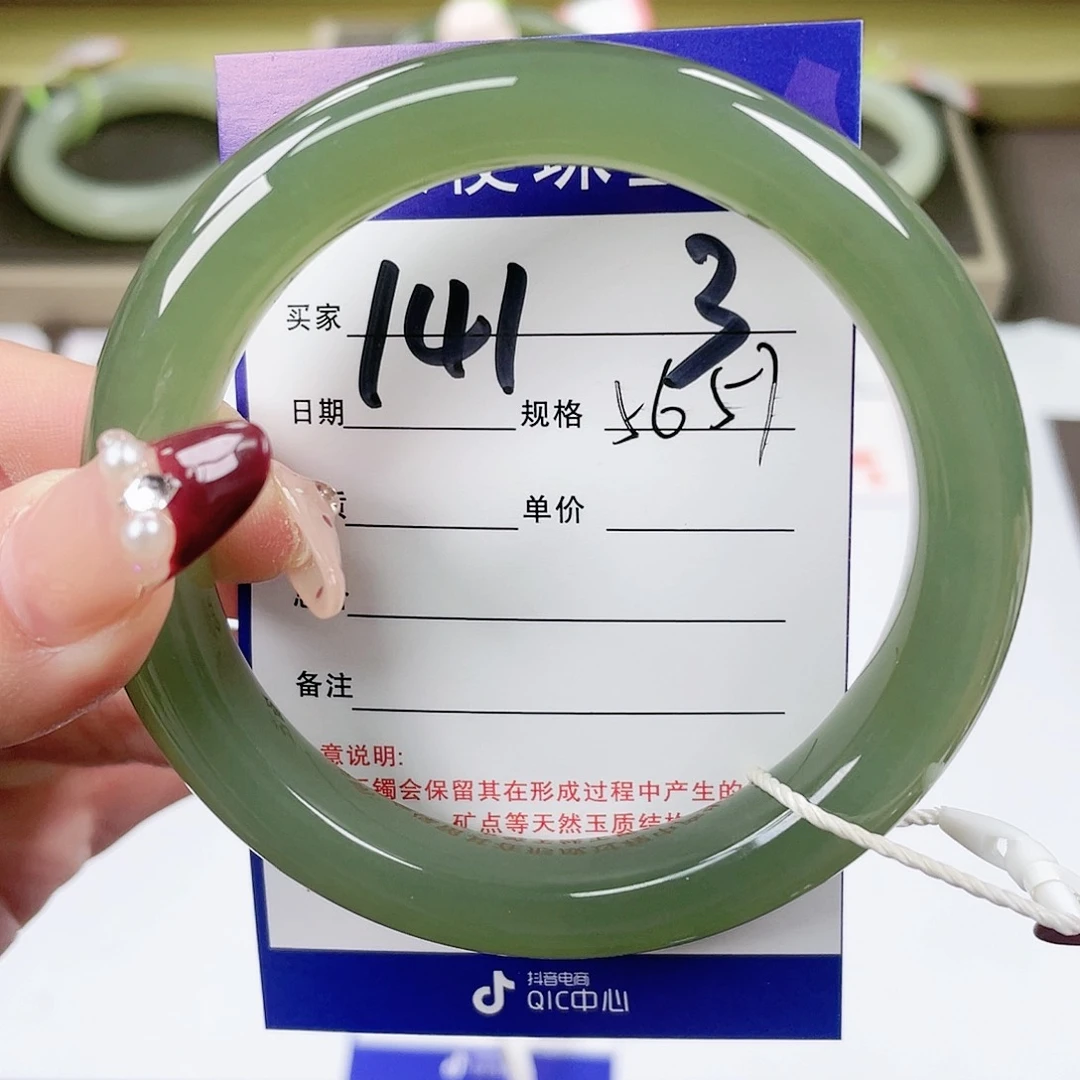 买家 141 3
日期 规格 5657
单价
备注
意说明:
镯会保留其在形成过程中产生的
矿点等天然玉质结构
抖音电商
QIC中心